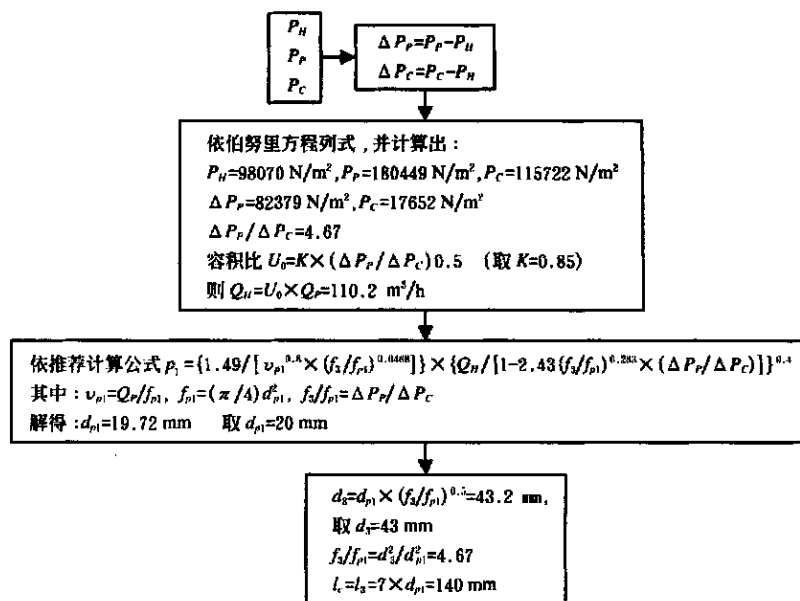 P_H
P_P
P_C
ΔP_P=P_P-P_H
ΔP_C=P_C-P_H
依伯努里方程列式,并计算出:
P_H=98070 N/m²,P_P=180449 N/m²,P_C=115722 N/m²
ΔP_P=82379 N/m²,P_C=17652 N/m²
ΔP_P/ΔP_C=4.67
容积比 U₀=K×(ΔP_P/ΔP_C)0.5 (取 K=0.85)
则 Q_H=U₀×Q_P=110.2 m³/h
依推荐计算公式 p₁={1.49/[υ_p1^0.8×(f₃/f_p1)^0.0468]}×{Q_H/[1-2.43(f₃/f_p1)^0.283×(ΔP_P/ΔP_C)]}^0.4
其中:υ_p1=Q_P/f_p1, f_p1=(π/4)d²_p1, f₃/f_p1=ΔP_P/ΔP_C
解得:d_p1=19.72 mm 取 d_p1=20 mm
d₃=d_p1×(f₃/f_p1)^0.5=43.2 mm,
取 d₃=43 mm
f₃/f_p1=d₃²/d²_p1=4.67
l_c=l₃=7×d_p1=140 mm